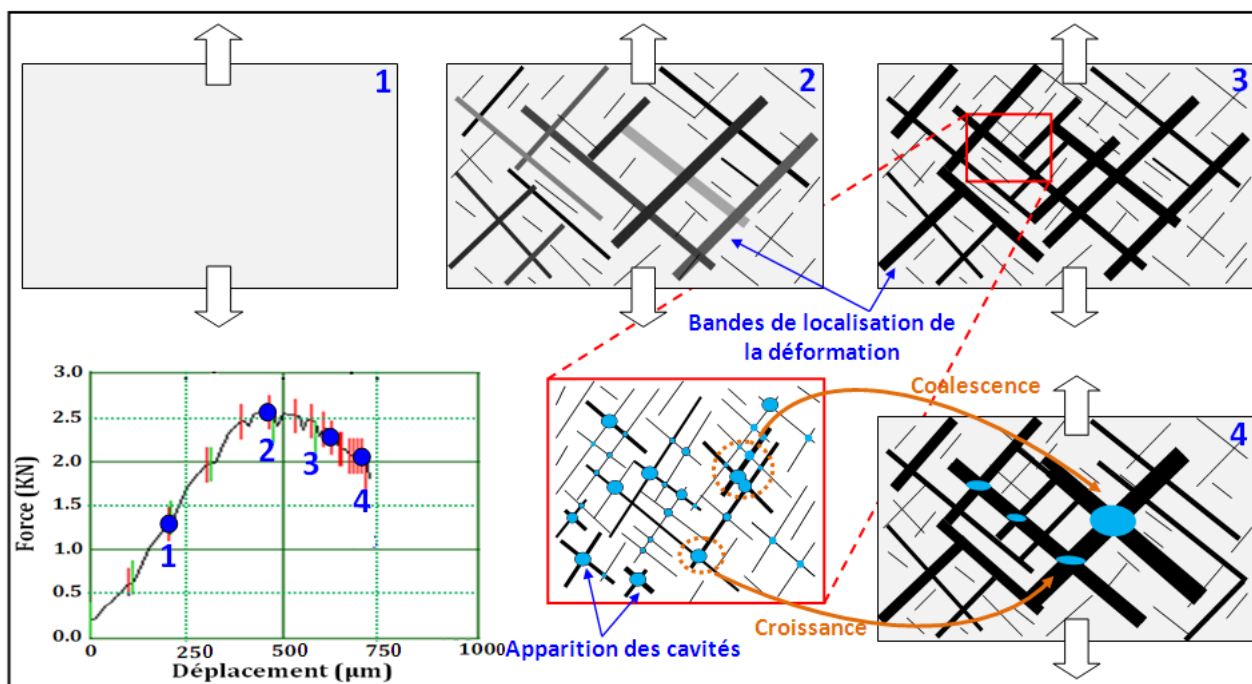 1
2
3
Bandes de localisation de
la déformation
Force (KN)
3.0
2.5
2.0
1.5
1.0
0.5
0.0
0
250
500
750
1000
Déplacement (µm)
1
2
3
4
Coalescence
Croissance
Apparition des cavités
4